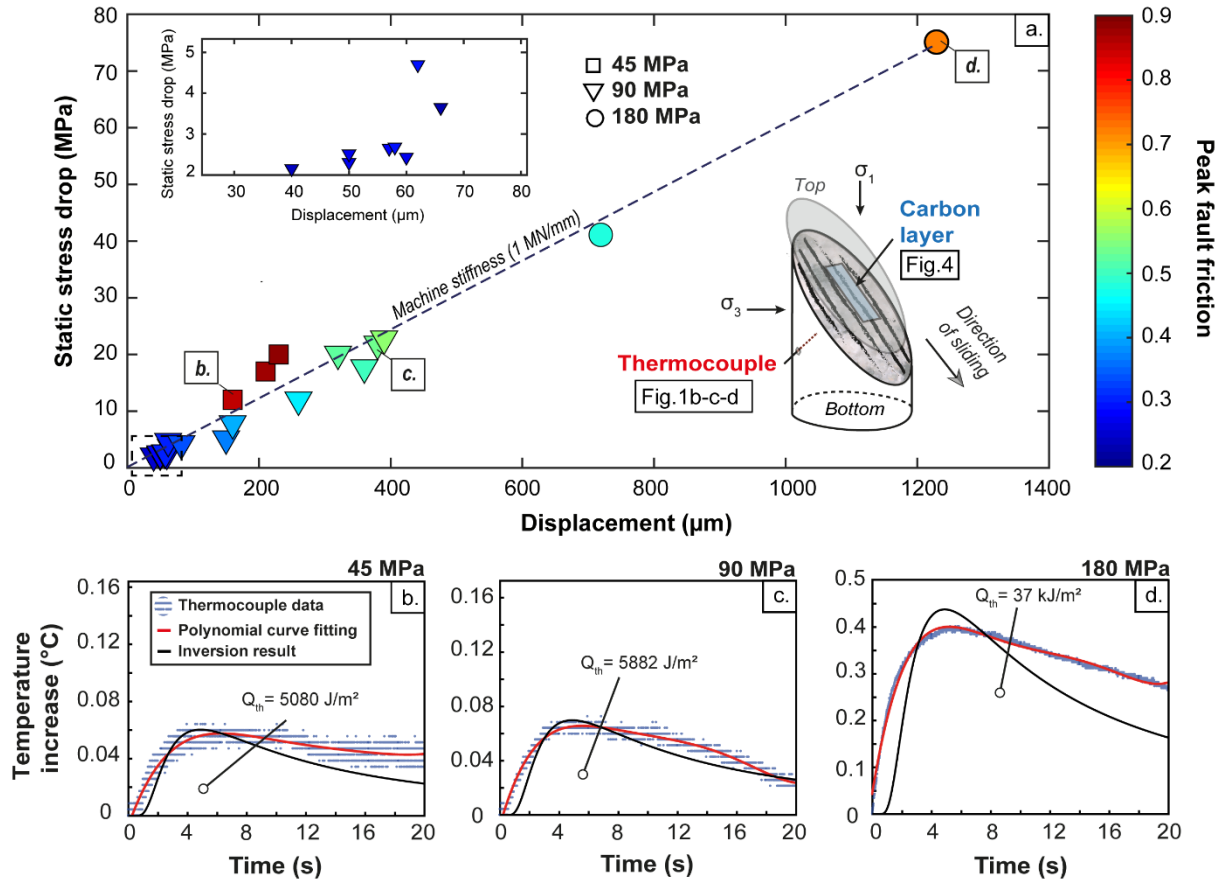 a.
80
75
70
60
50
40
30
20
10
0
Static stress drop (MPa)
0
200
400
600
800
1000
1200
1400
Displacement (µm)
5
4
3
2
1
Static stress drop (MPa)
30
40
50
60
70
80
Displacement (µm)
45 MPa
90 MPa
180 MPa
d.
b.
c.
Machine stiffness (1 MN/mm)
Top
σ1
Carbon
layer
Fig.4
σ3
Thermocouple
Fig.1b-c-d
Bottom
Direction
of sliding
0.9
0.8
0.7
0.6
0.5
0.4
0.3
0.2
Peak fault friction
45 MPa
b.
0.16
0.12
0.08
0.04
0
Temperature
increase (°C)
Thermocouple data
Polynomial curve fitting
Inversion result
Qth= 5080 J/m²
0
4
8
12
16
20
Time (s)
90 MPa
c.
0.16
0.12
0.08
0.04
0
Qth= 5882 J/m²
0
4
8
12
16
20
Time (s)
180 MPa
d.
0.5
0.4
0.3
0.2
0.1
0
Qth= 37 kJ/m²
0
4
8
12
16
20
Time (s)